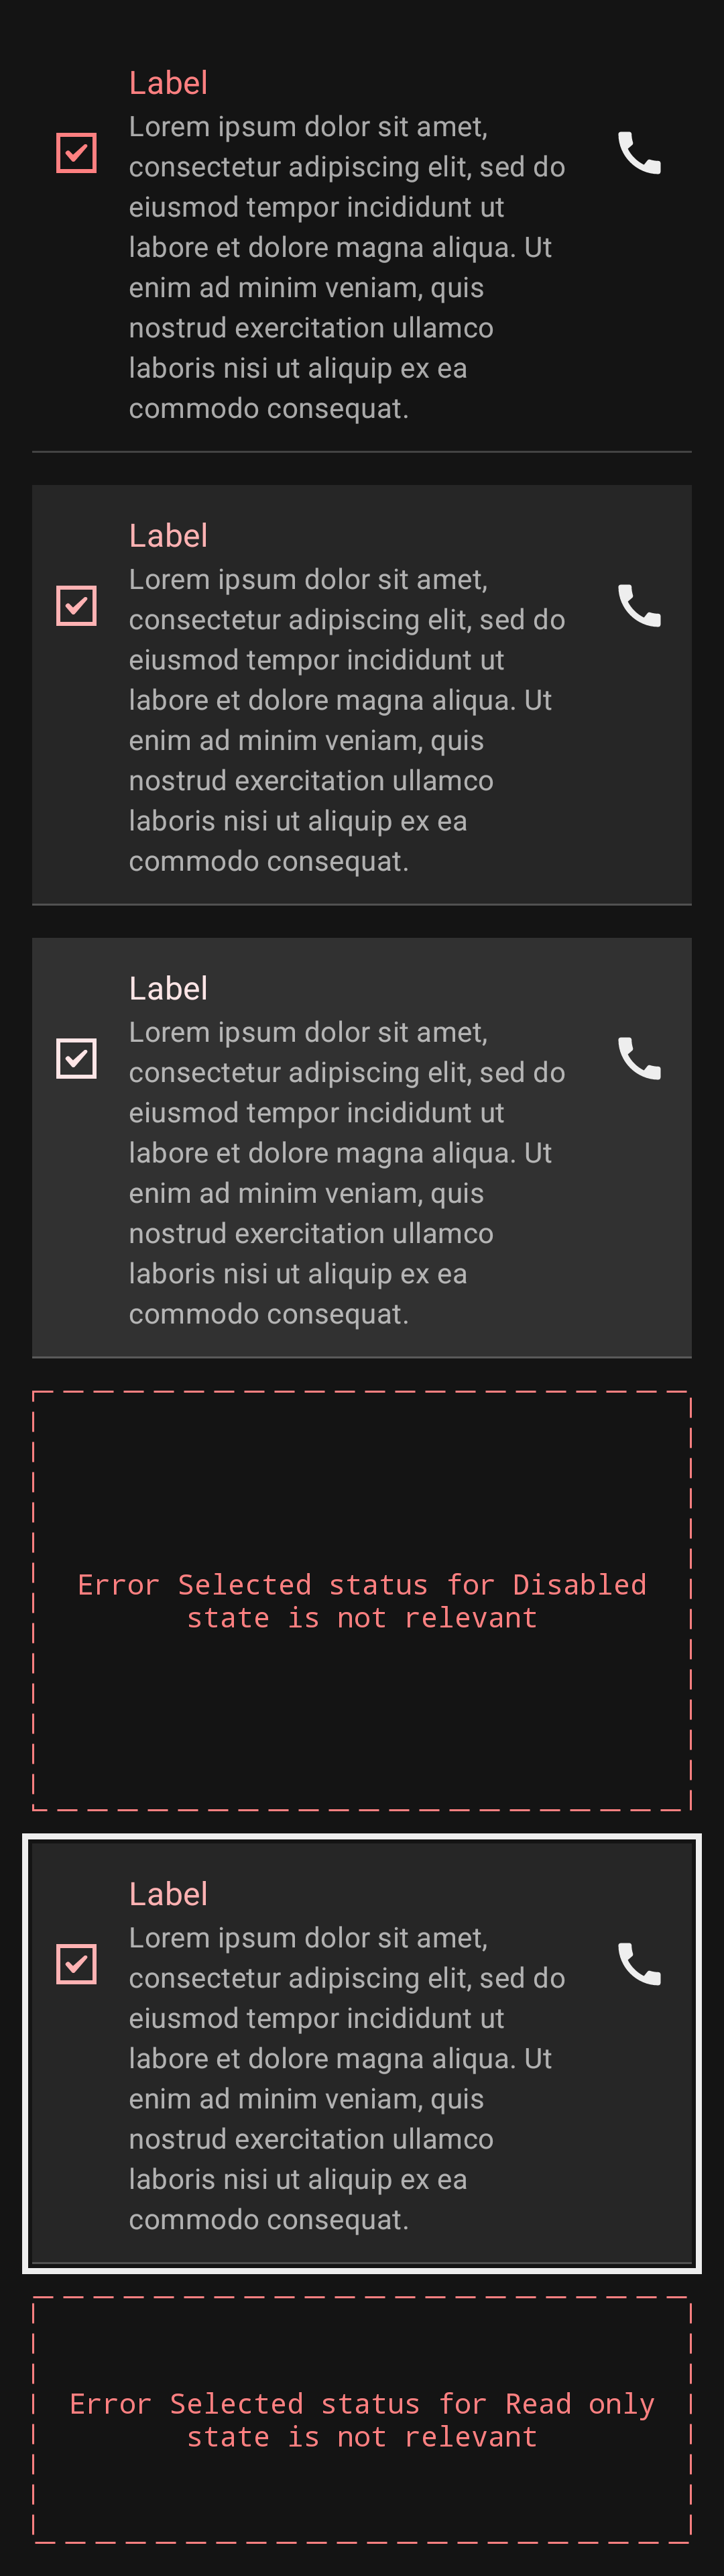 Label
Lorem ipsum dolor sit amet,
consectetur adipiscing elit, sed do
eiusmod tempor incididunt ut
labore et dolore magna aliqua. Ut
enim ad minim veniam, quis
nostrud exercitation ullamco
laboris nisi ut aliquip ex ea
commodo consequat.
Label
Lorem ipsum dolor sit amet,
consectetur adipiscing elit, sed do
eiusmod tempor incididunt ut
labore et dolore magna aliqua. Ut
enim ad minim veniam, quis
nostrud exercitation ullamco
laboris nisi ut aliquip ex ea
commodo consequat.
Label
Lorem ipsum dolor sit amet,
consectetur adipiscing elit, sed do
eiusmod tempor incididunt ut
labore et dolore magna aliqua. Ut
enim ad minim veniam, quis
nostrud exercitation ullamco
laboris nisi ut aliquip ex ea
commodo consequat.
Error Selected status for Disabled
state is not relevant
Label
Lorem ipsum dolor sit amet,
consectetur adipiscing elit, sed do
eiusmod tempor incididunt ut
labore et dolore magna aliqua. Ut
enim ad minim veniam, quis
nostrud exercitation ullamco
laboris nisi ut aliquip ex ea
commodo consequat.
Error Selected status for Read only
state is not relevant